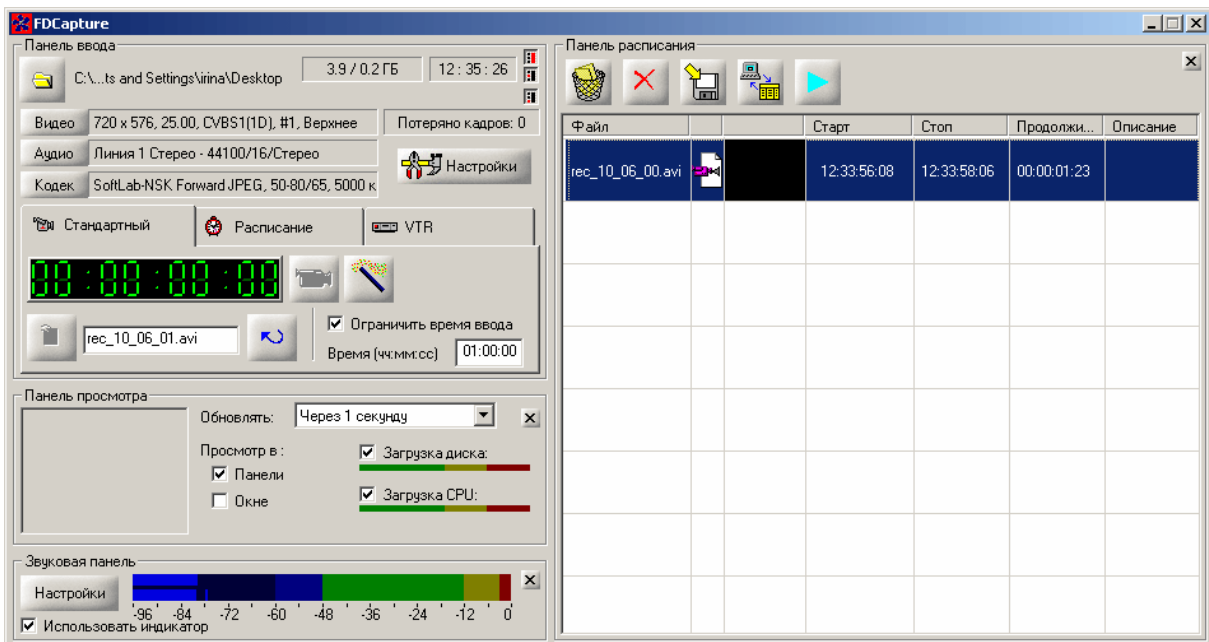 FDCapture
Панель ввода
C:\...ts and Settings\irina\Desktop
3.9 / 0.2 ГБ
12 : 35 : 26
Видео
720 x 576, 25.00, CVBS1(1D), #1, Верхнее
Потеряно кадров: 0
Аудио
Линия 1 Стерео - 44100/16/Стерео
Настройки
Кодек
SoftLab-NSK Forward JPEG, 50-80/65, 5000 к
Стандартный
Расписание
VTR
00:00:00:00
rec_10_06_01.avi
Ограничить время ввода
Время (чч:мм:сс)
01:00:00
Панель просмотра
Обновлять:
Через 1 секунду
Просмотр в :
Панели
Окне
Загрузка диска:
Загрузка CPU:
Звуковая панель
Настройки
-96 ' -84 ' -72 ' -60 ' -48 ' -36 ' -24 ' -12 ' 0
Использовать индикатор
Панель расписания
Файл
Старт
Стоп
Продолжи...
Описание
rec_10_06_00.avi
12:33:56:08
12:33:58:06
00:00:01:23